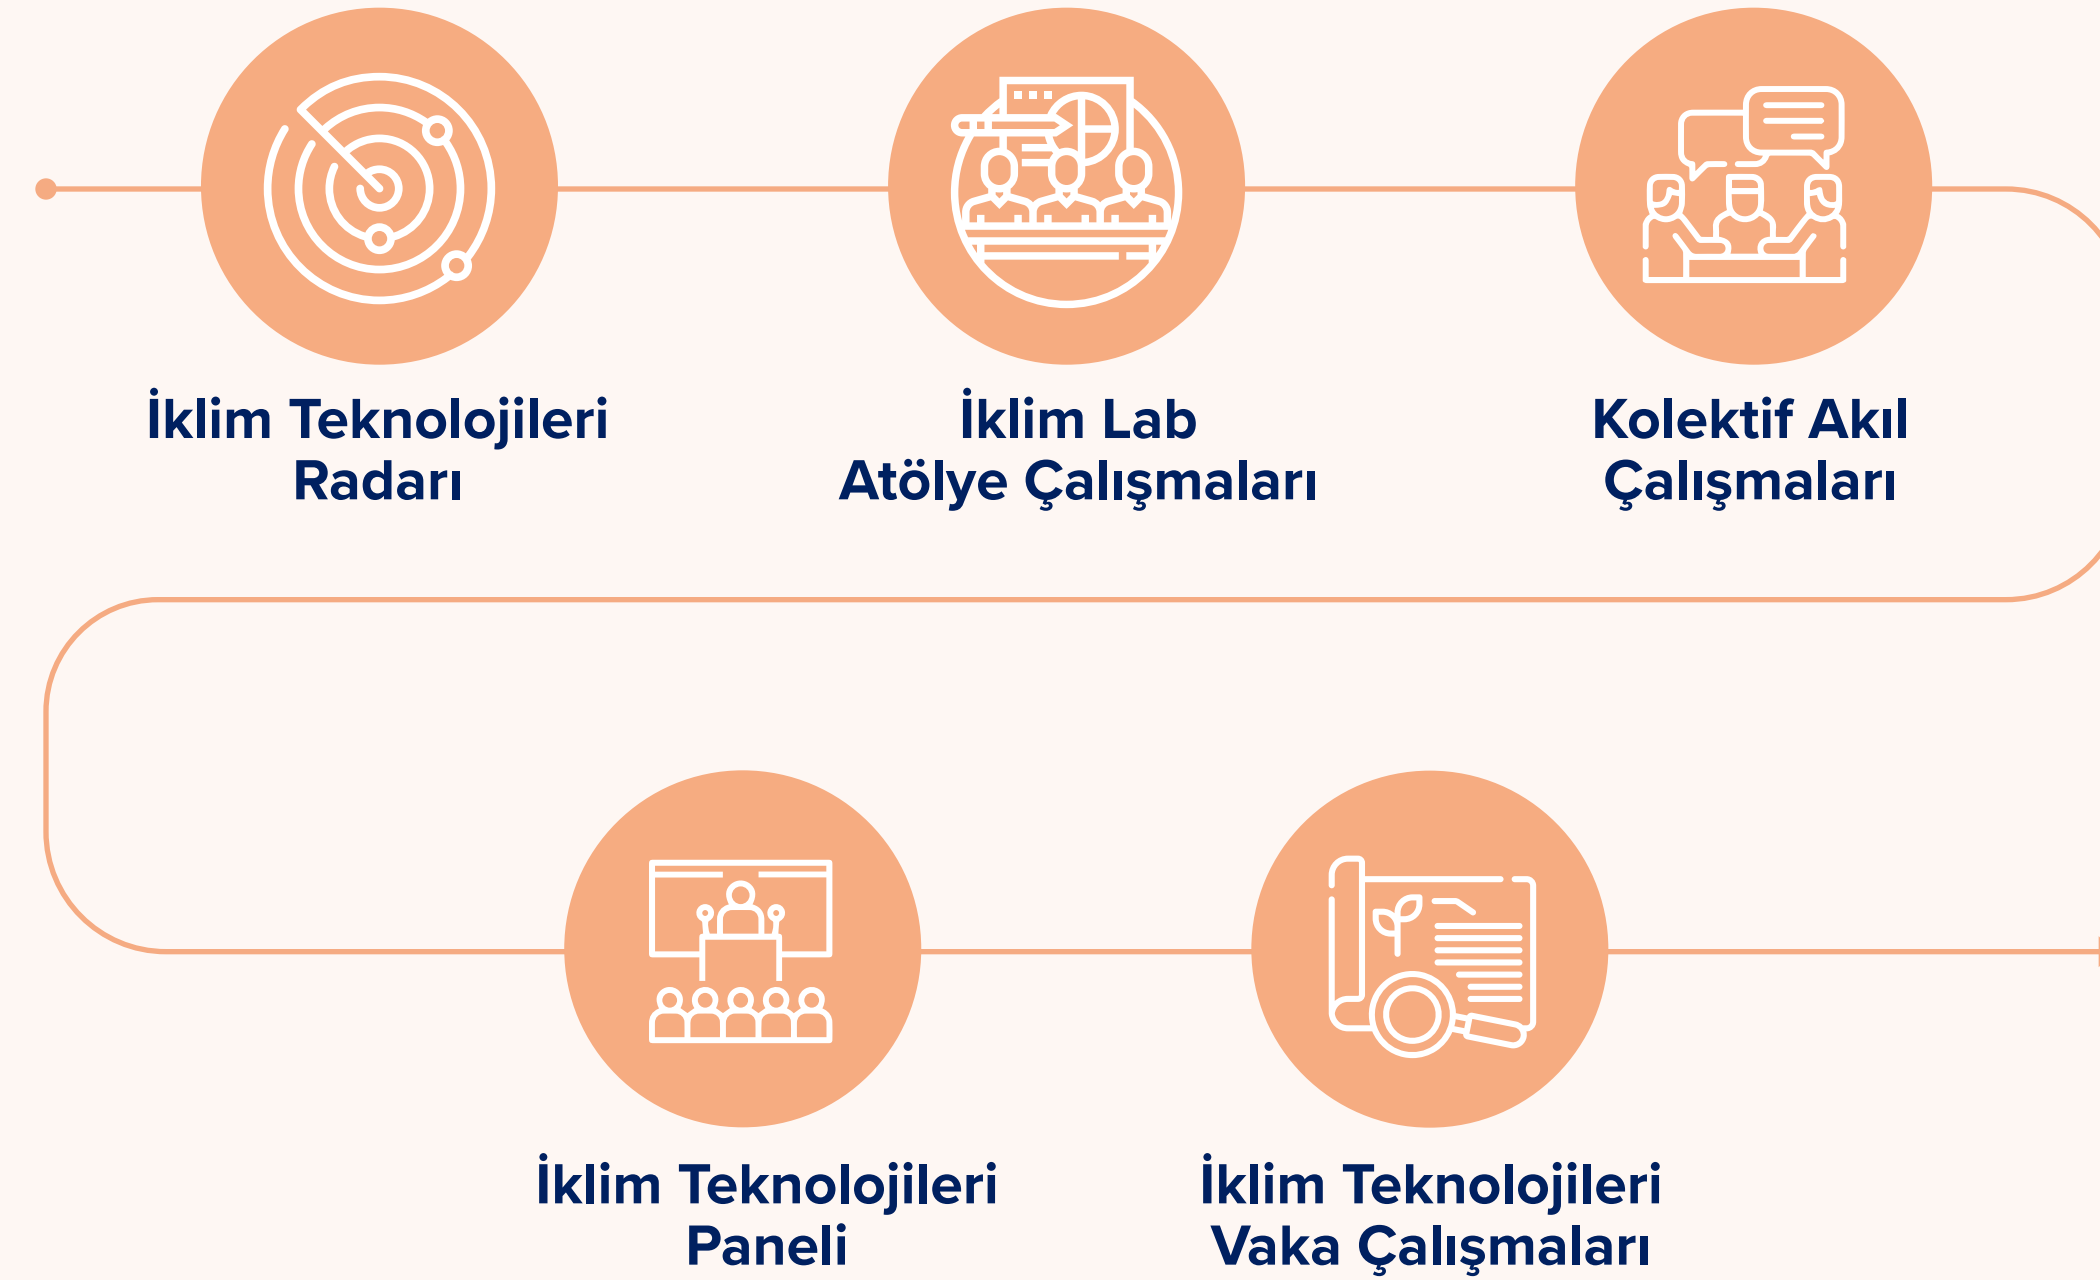 İklim Teknolojileri
Radarı
İklim Lab
Atölye Çalışmaları
Kolektif Akıl
Çalışmaları
İklim Teknolojileri
Paneli
İklim Teknolojileri
Vaka Çalışmaları